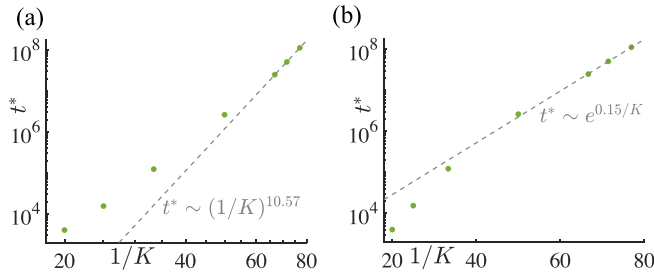 (a)
10^8
10^6
10^4
t^*
t^* ∼ (1/K)^{10.57}
20 1/K 40 60 80
(b)
10^8
10^6
10^4
t^*
t^* ∼ e^{0.15/K}
20 1/K 40 60 80